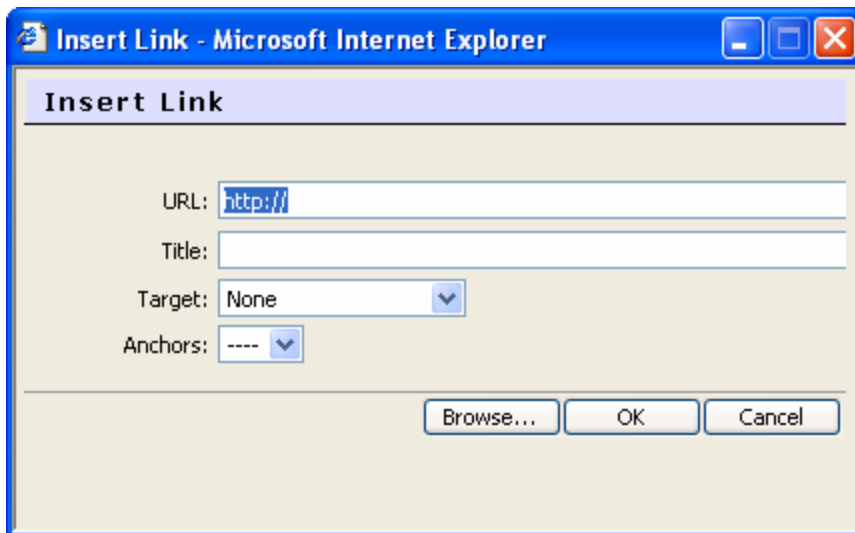 Insert Link - Microsoft Internet Explorer
Insert Link
URL: http://
Title:
Target: None
Anchors: ----
Browse... OK Cancel